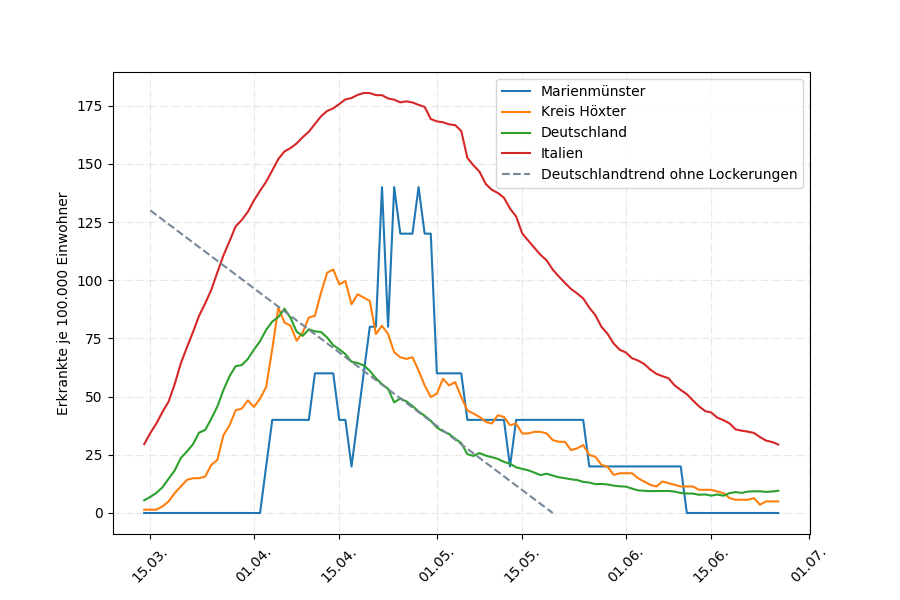 Erkrankte je 100.000 Einwohner
175
150
125
100
75
50
25
0
Marienmünster
Kreis Höxter
Deutschland
Italien
Deutschlandtrend ohne Lockerungen
15.03.
01.04.
15.04.
01.05.
15.05.
01.06.
15.06.
01.07.